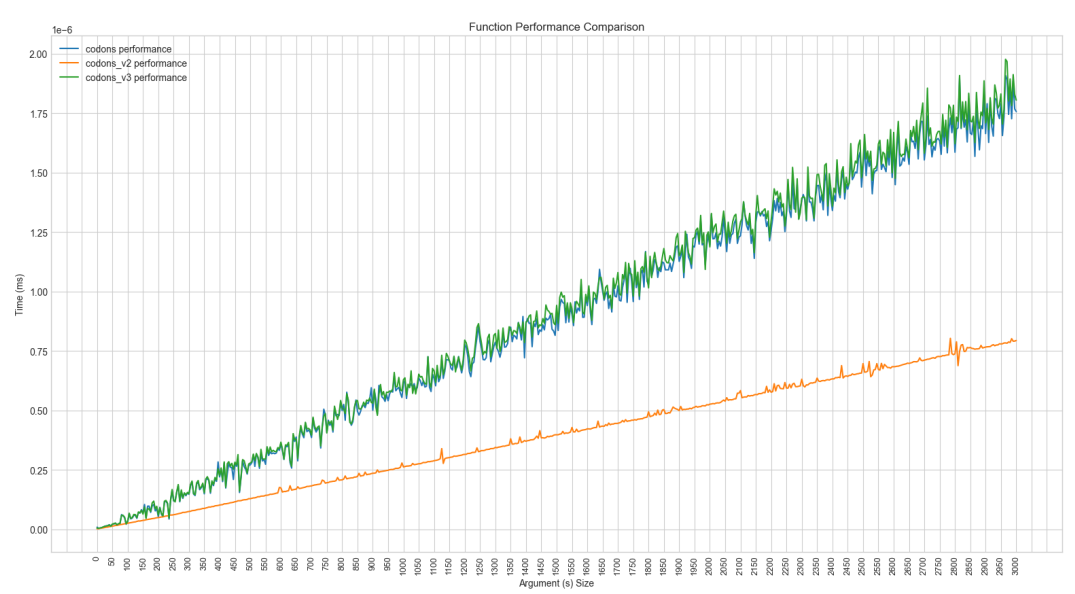 Function Performance Comparison
1e−6
codons performance
codons_v2 performance
codons_v3 performance
2.00
1.75
1.50
1.25
1.00
0.75
0.50
0.25
0.00
Time (ms)
0 50 100 150 200 250 300 350 400 450 500 550 600 650 700 750 800 850 900 950 1000 1050 1100 1150 1200 1250 1300 1350 1400 1450 1500 1550 1600 1650 1700 1750 1800 1850 1900 1950 2000 2050 2100 2150 2200 2250 2300 2350 2400 2450 2500 2550 2600 2650 2700 2750 2800 2850 2900 2950 3000
Argument (s) Size